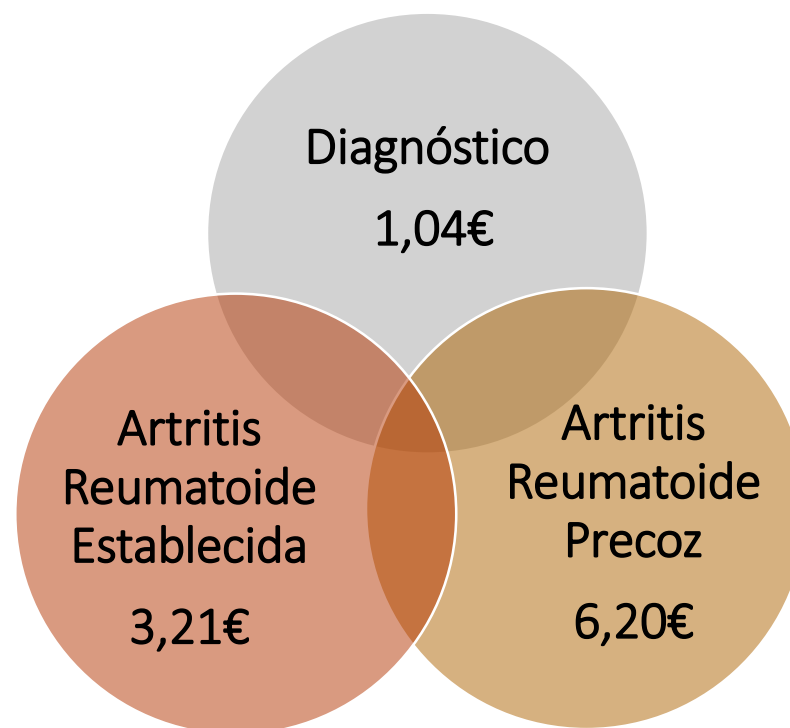 Diagnóstico
1,04€
Artritis
Reumatoide
Establecida
3,21€
Artritis
Reumatoide
Precoz
6,20€